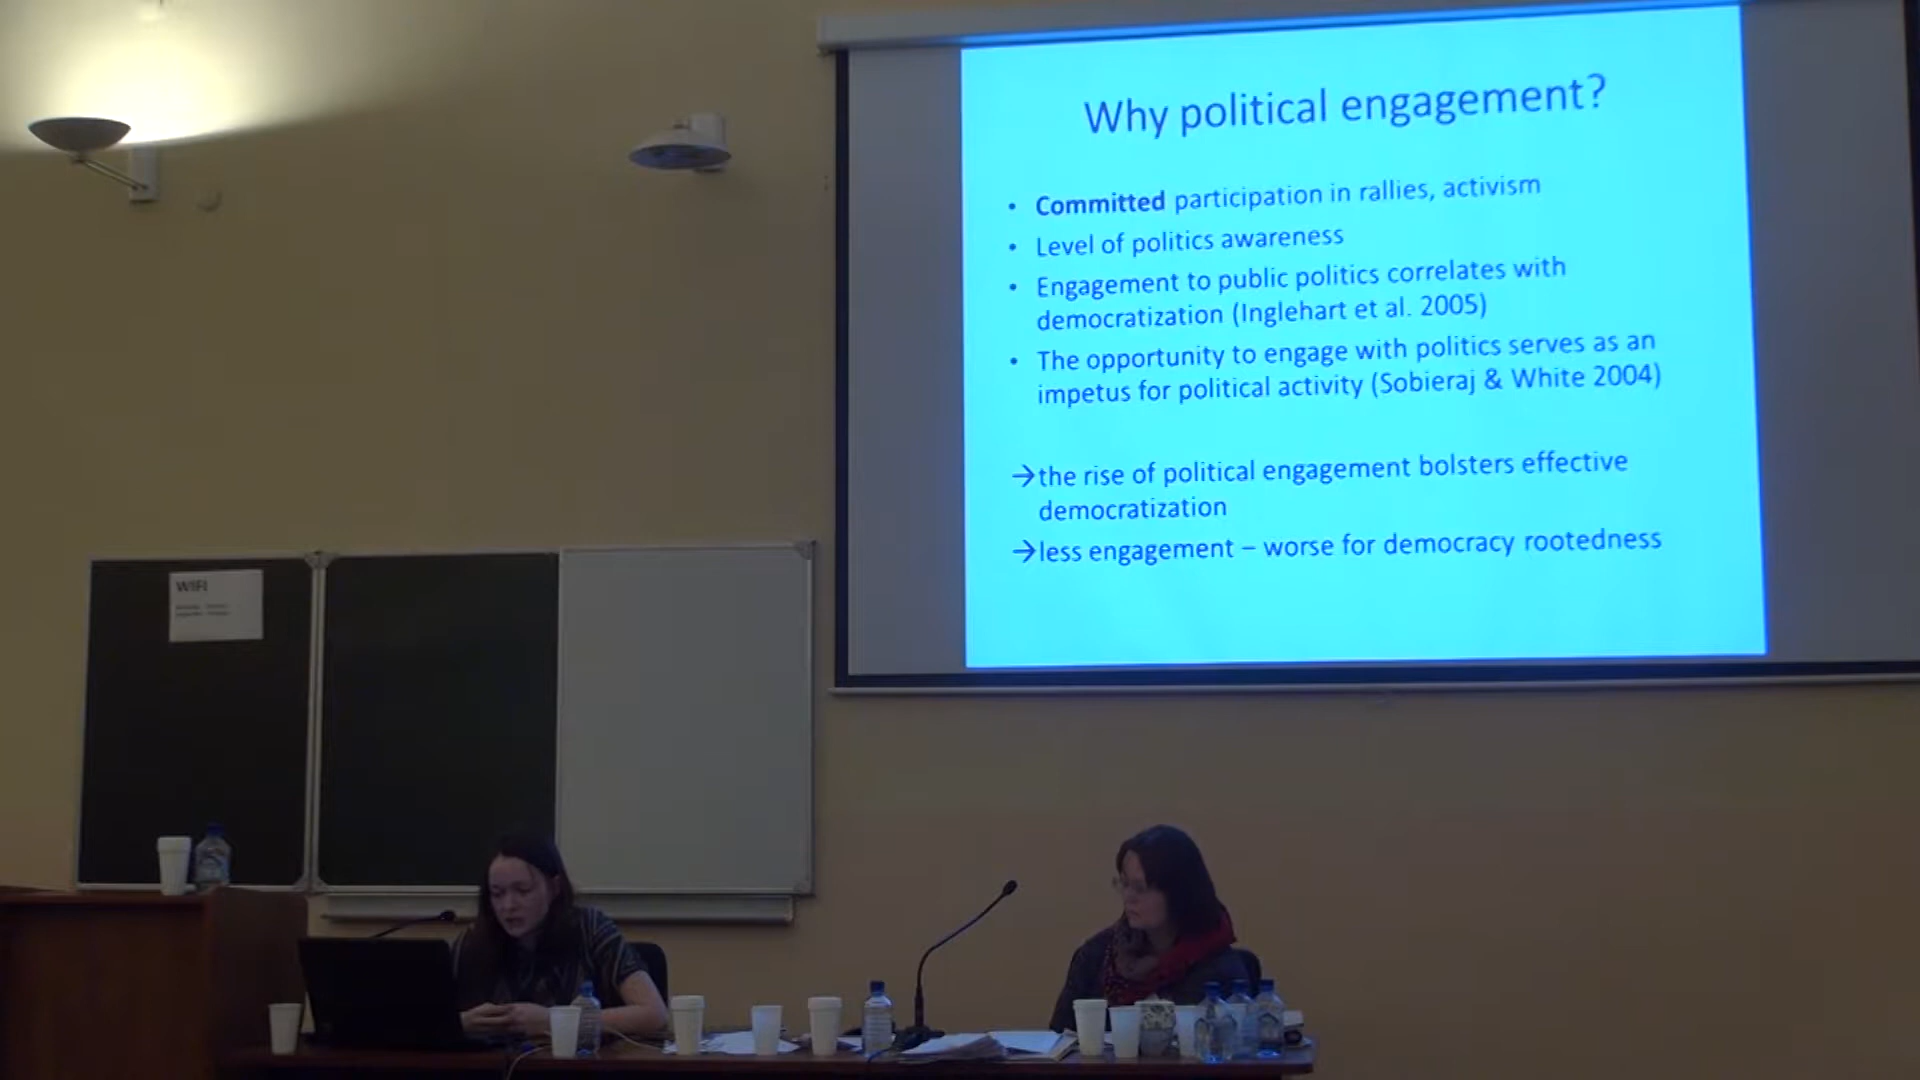 Why political engagement?
• Committed participation in rallies, activism
• Level of politics awareness
• Engagement to public politics correlates with
democratization (Inglehart et al. 2005)
• The opportunity to engage with politics serves as an
impetus for political activity (Sobieraj & White 2004)
→the rise of political engagement bolsters effective
democratization
→less engagement – worse for democracy rootedness
WIFI